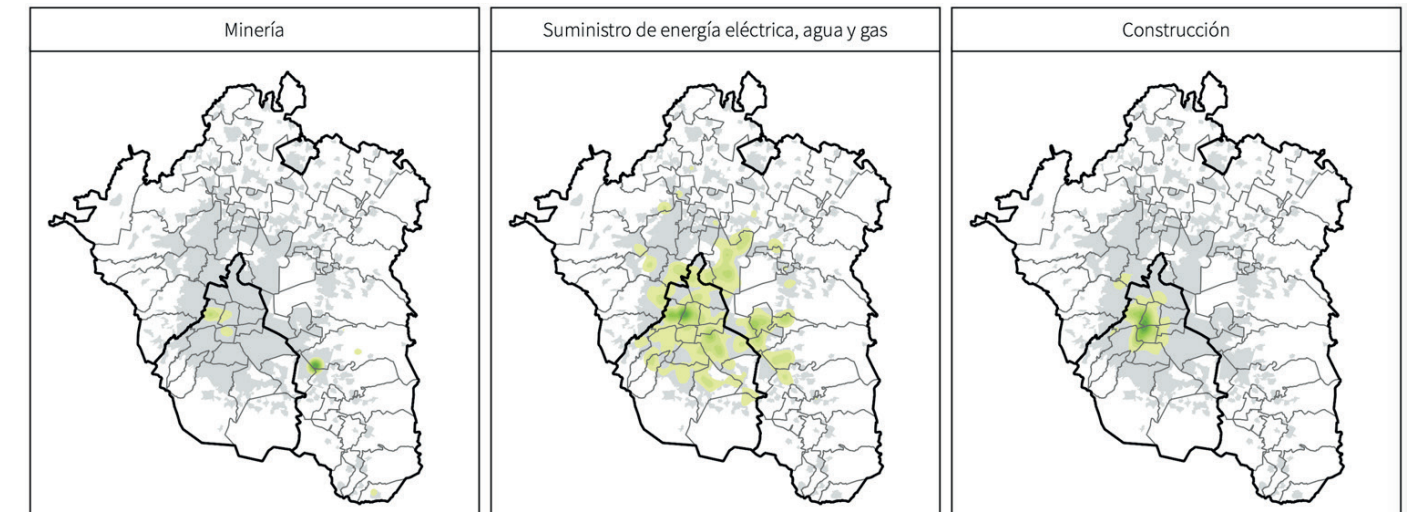 Minería
Suministro de energía eléctrica, agua y gas
Construcción